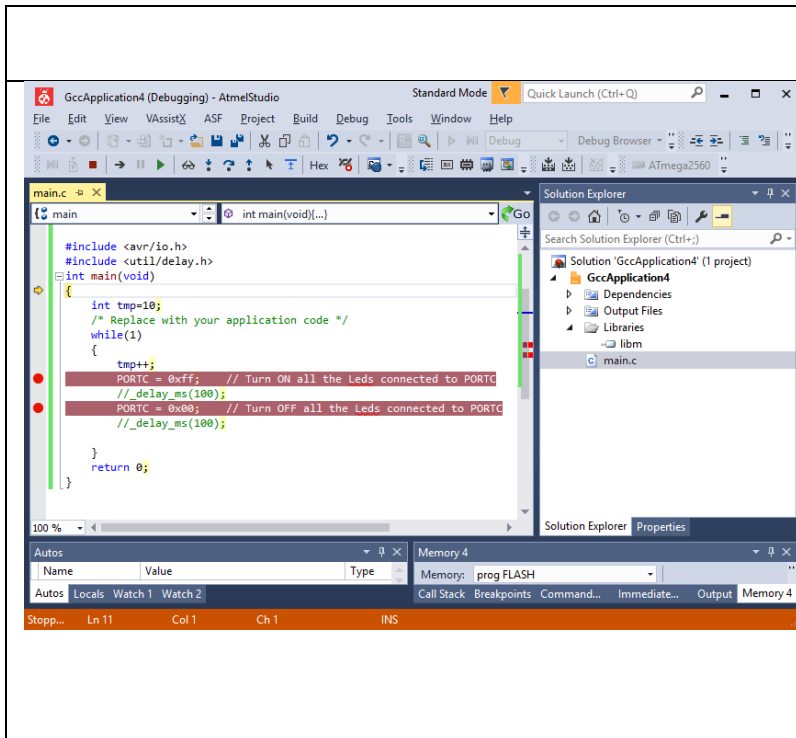 GccApplication4 (Debugging) - AtmelStudio
Standard Mode
Quick Launch (Ctrl+Q)
File Edit View VAssistX ASF Project Build Debug Tools Window Help
Debug
Debug Browser
Hex
ATmega2560
main.c
main
int main(void){...}
Go
#include <avr/io.h>
#include <util/delay.h>
int main(void)
{
int tmp=10;
/* Replace with your application code */
while(1)
{
tmp++;
PORTC = 0xff;    // Turn ON all the Leds connected to PORTC
//_delay_ms(100);
PORTC = 0x00;    // Turn OFF all the Leds connected to PORTC
//_delay_ms(100);
}
return 0;
}
100 %
Solution Explorer
Search Solution Explorer (Ctrl+;)
Solution 'GccApplication4' (1 project)
GccApplication4
Dependencies
Output Files
Libraries
libm
main.c
Solution Explorer Properties
Autos
Name Value Type
Autos Locals Watch 1 Watch 2
Memory 4
Memory: prog FLASH
Call Stack Breakpoints Command... Immediate... Output Memory 4
Stopp... Ln 11 Col 1 Ch 1 INS